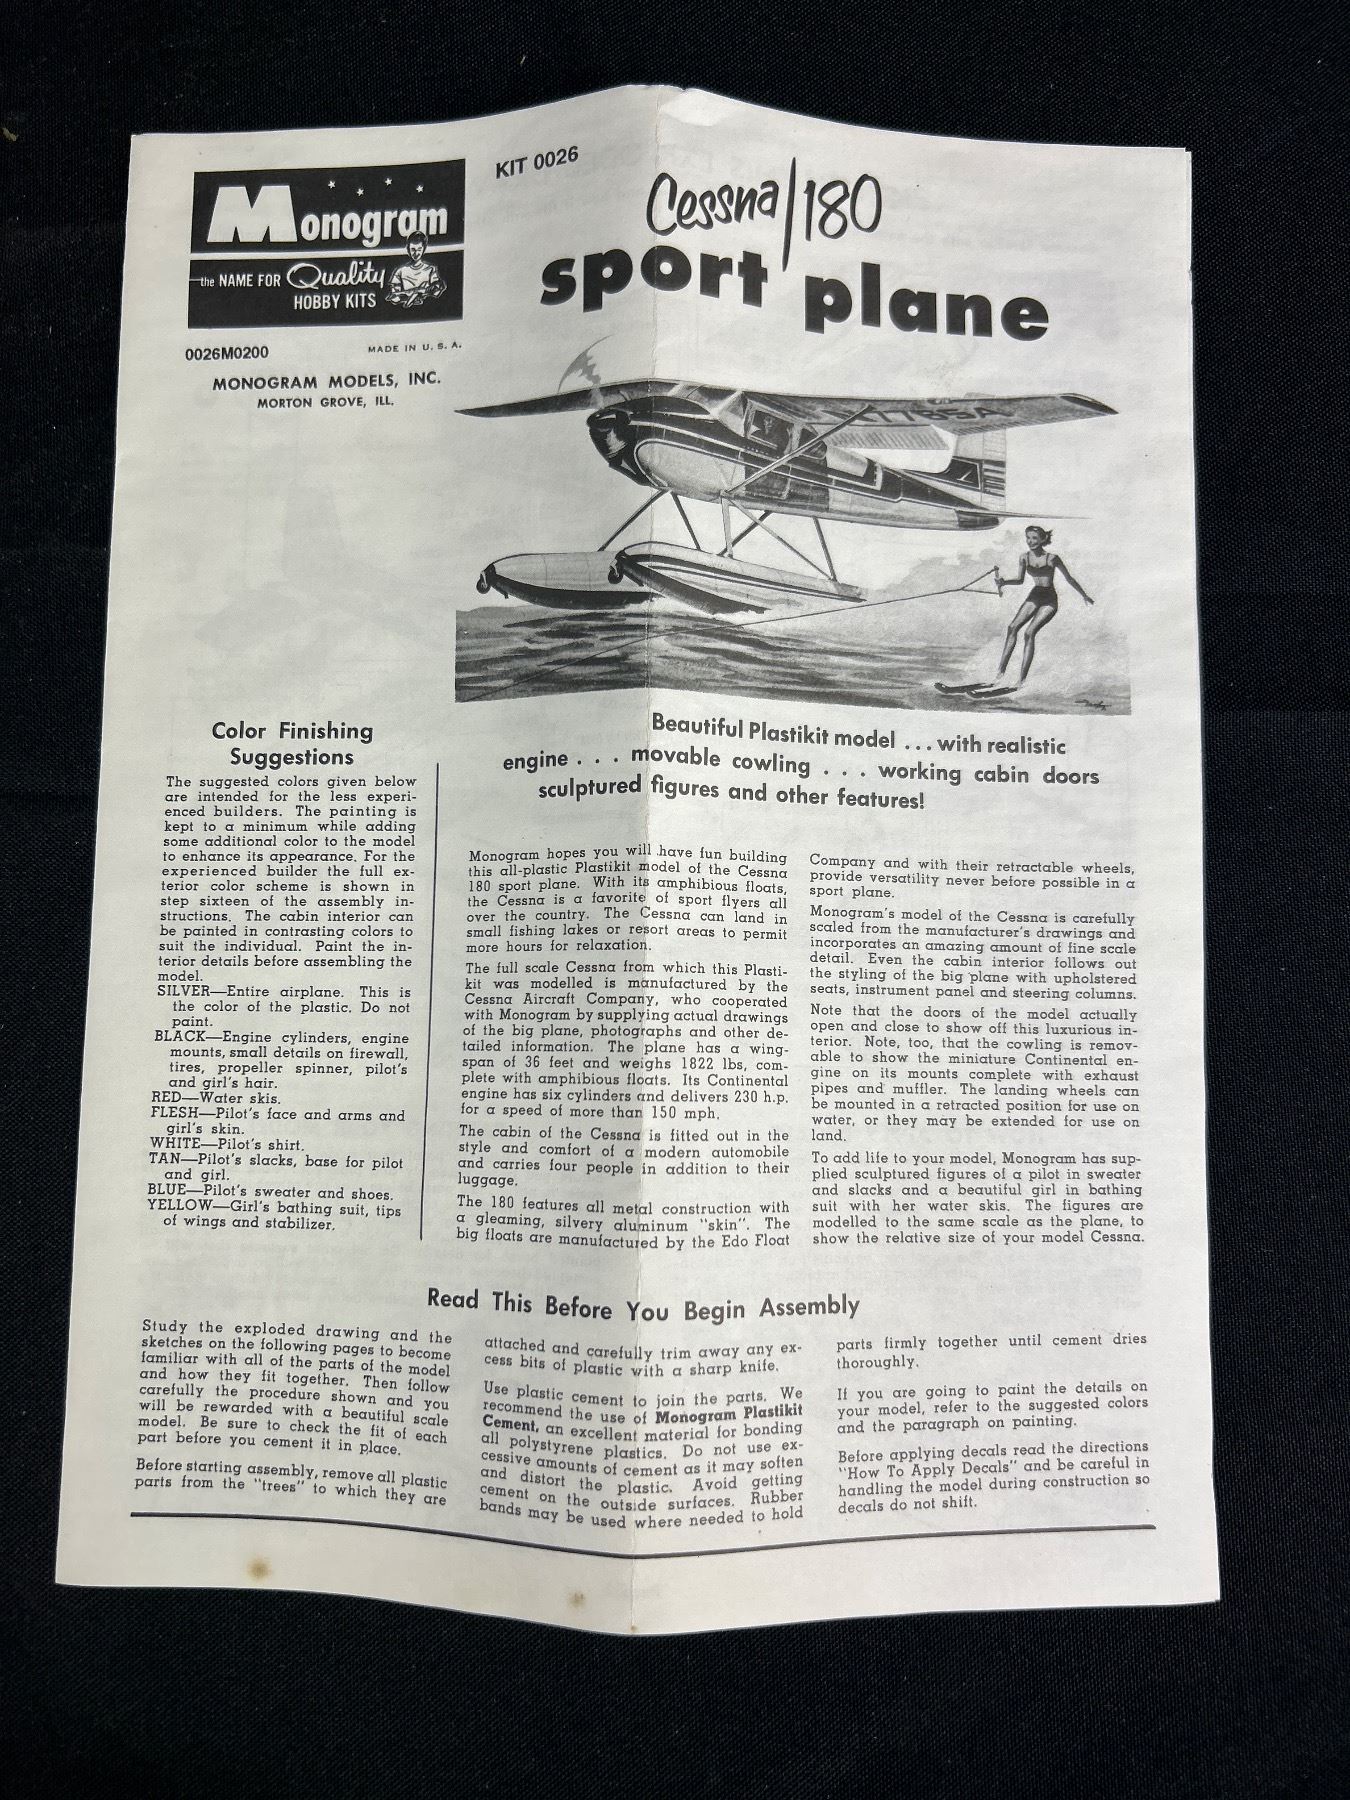 Monogram
the NAME FOR Quality
HOBBY KITS
KIT 0026
Cessna/180
sport plane
0026M0200
MADE IN U. S. A.
MONOGRAM MODELS, INC.
MORTON GROVE, ILL.
Color Finishing
Suggestions
The suggested colors given below
are intended for the less experi-
enced builders. The painting is
kept to a minimum while adding
some additional color to the model
to enhance its appearance. For the
experienced builder the full ex-
terior color scheme is shown in
step sixteen of the assembly in-
structions. The cabin interior can
be painted in contrasting colors to
suit the individual. Paint the in-
terior details before assembling the
model.
SILVER—Entire airplane. This is
the color of the plastic. Do not
paint.
BLACK—Engine cylinders, engine
mounts, small details on firewall,
tires, propeller spinner, pilot's
and girl's hair.
RED—Water skis.
FLESH—Pilot's face and arms and
girl's skin.
WHITE—Pilot's shirt.
TAN—Pilot's slacks, base for pilot
and girl.
BLUE—Pilot's sweater and shoes.
YELLOW—Girl's bathing suit, tips
of wings and stabilizer.
Beautiful Plastikit model ... with realistic
engine . . . movable cowling . . . working cabin doors
sculptured figures and other features!
Monogram hopes you will have fun building
this all-plastic Plastikit model of the Cessna
180 sport plane. With its amphibious floats,
the Cessna is a favorite of sport flyers all
over the country. The Cessna can land in
small fishing lakes or resort areas to permit
more hours for relaxation.
The full scale Cessna from which this Plasti-
kit was modelled is manufactured by the
Cessna Aircraft Company, who cooperated
with Monogram by supplying actual drawings
of the big plane, photographs and other de-
tailed information. The plane has a wing-
span of 36 feet and weighs 1822 lbs, com-
plete with amphibious floats. Its Continental
engine has six cylinders and delivers 230 h.p.
for a speed of more than 150 mph.
The cabin of the Cessna is fitted out in the
style and comfort of a modern automobile
and carries four people in addition to their
luggage.
The 180 features all metal construction with
a gleaming, silvery aluminum "skin". The
big floats are manufactured by the Edo Float
Company and with their retractable wheels,
provide versatility never before possible in a
sport plane.
Monogram's model of the Cessna is carefully
scaled from the manufacturer's drawings and
incorporates an amazing amount of fine scale
detail. Even the cabin interior follows out
the styling of the big plane with upholstered
seats, instrument panel and steering columns.
Note that the doors of the model actually
open and close to show off this luxurious in-
terior. Note, too, that the cowling is remov-
able to show the miniature Continental en-
gine on its mounts complete with exhaust
pipes and muffler. The landing wheels can
be mounted in a retracted position for use on
water, or they may be extended for use on
land.
To add life to your model, Monogram has sup-
plied sculptured figures of a pilot in sweater
and slacks and a beautiful girl in bathing
suit with her water skis. The figures are
modelled to the same scale as the plane, to
show the relative size of your model Cessna.
Read This Before You Begin Assembly
Study the exploded drawing and the
sketches on the following pages to become
familiar with all of the parts of the model
and how they fit together. Then follow
carefully the procedure shown and you
will be rewarded with a beautiful scale
model. Be sure to check the fit of each
part before you cement it in place.
Before starting assembly, remove all plastic
parts from the "trees" to which they are
attached and carefully trim away any ex-
cess bits of plastic with a sharp knife.
Use plastic cement to join the parts. We
recommend the use of Monogram Plastikit
Cement, an excellent material for bonding
all polystyrene plastics. Do not use ex-
cessive amounts of cement as it may soften
and distort the plastic. Avoid getting
cement on the outside surfaces. Rubber
bands may be used where needed to hold
parts firmly together until cement dries
thoroughly.
If you are going to paint the details on
your model, refer to the suggested colors
and the paragraph on painting.
Before applying decals read the directions
"How To Apply Decals" and be careful in
handling the model during construction so
decals do not shift.